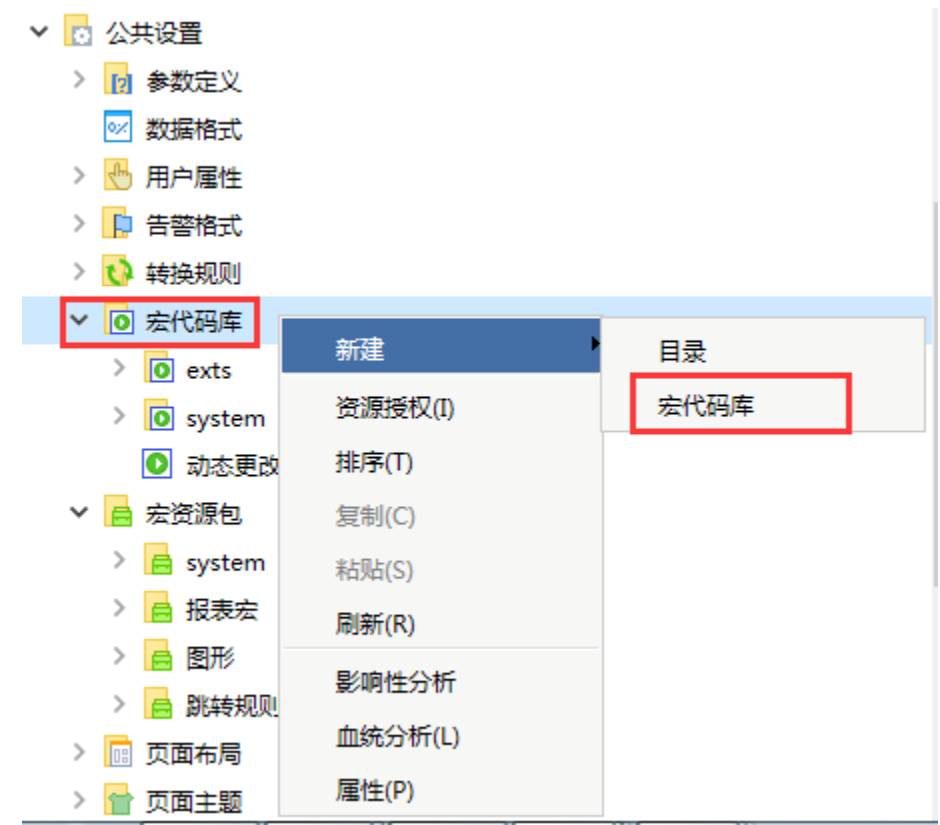 公共设置
参数定义
数据格式
用户属性
告警格式
转换规则
宏代码库
exts
system
动态更改
宏资源包
system
报表宏
图形
跳转规则
页面布局
页面主题
新建
资源授权(I)
排序(T)
复制(C)
粘贴(S)
刷新(R)
影响性分析
血统分析(L)
属性(P)
目录
宏代码库